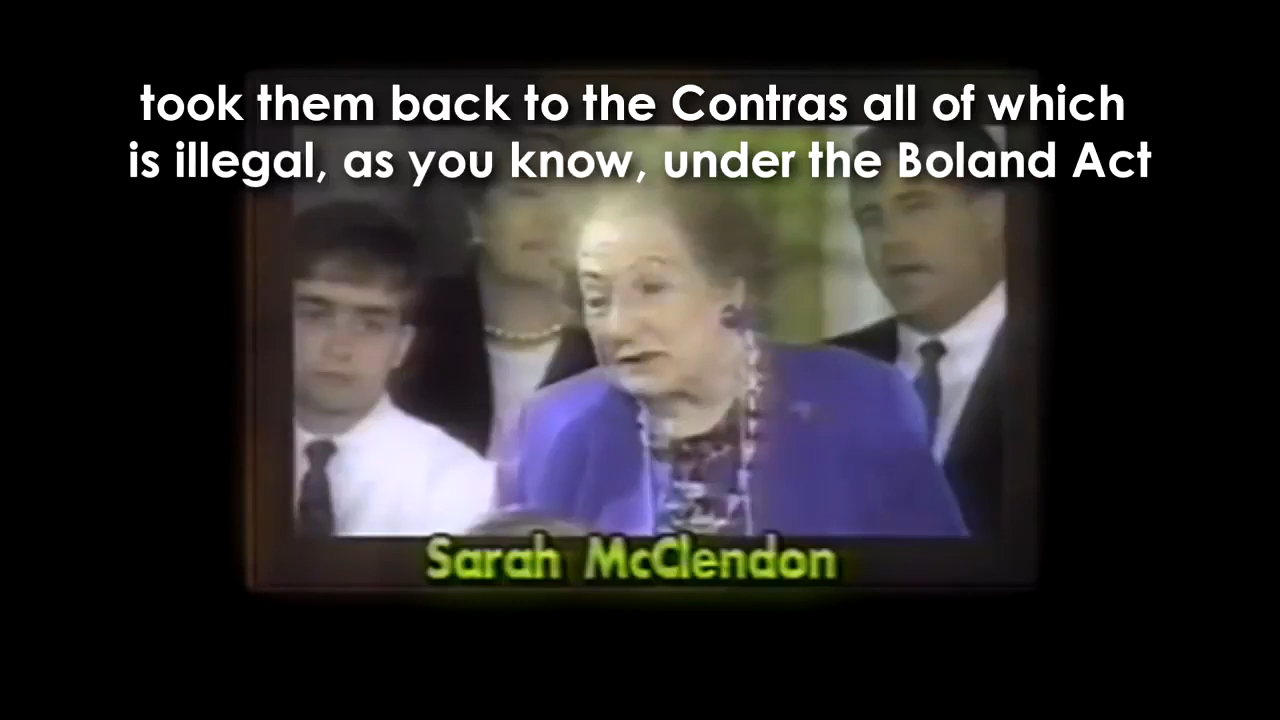 took them back to the Contras all of which
is illegal, as you know, under the Boland Act
Sarah McClendon